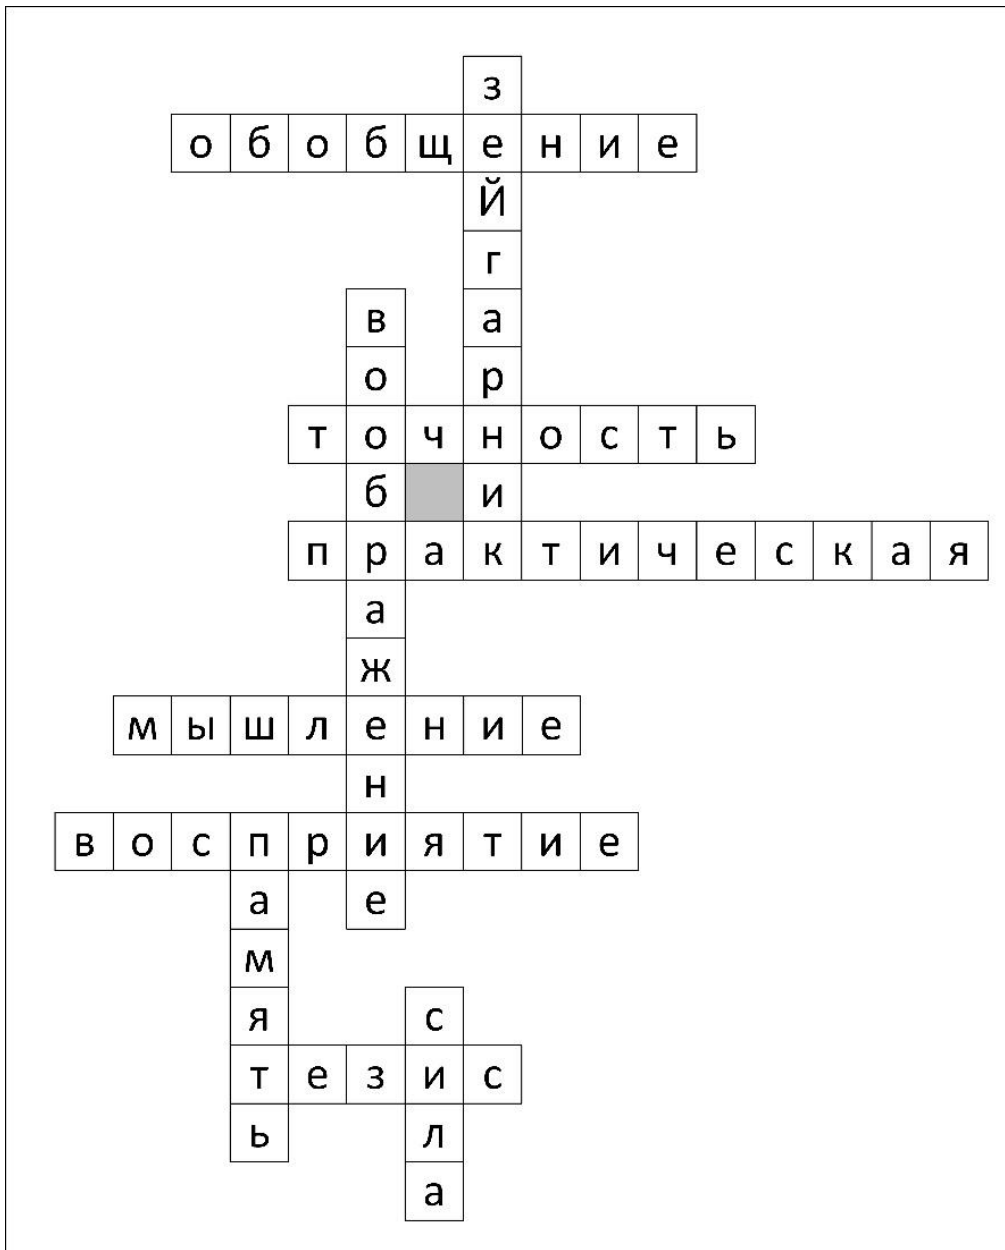 з
обобщение
Й
г
в а
о р
точность
б и
практическая
а
ж
мышление
н
восприятие
а е
м
я с
тезис
ь л
а